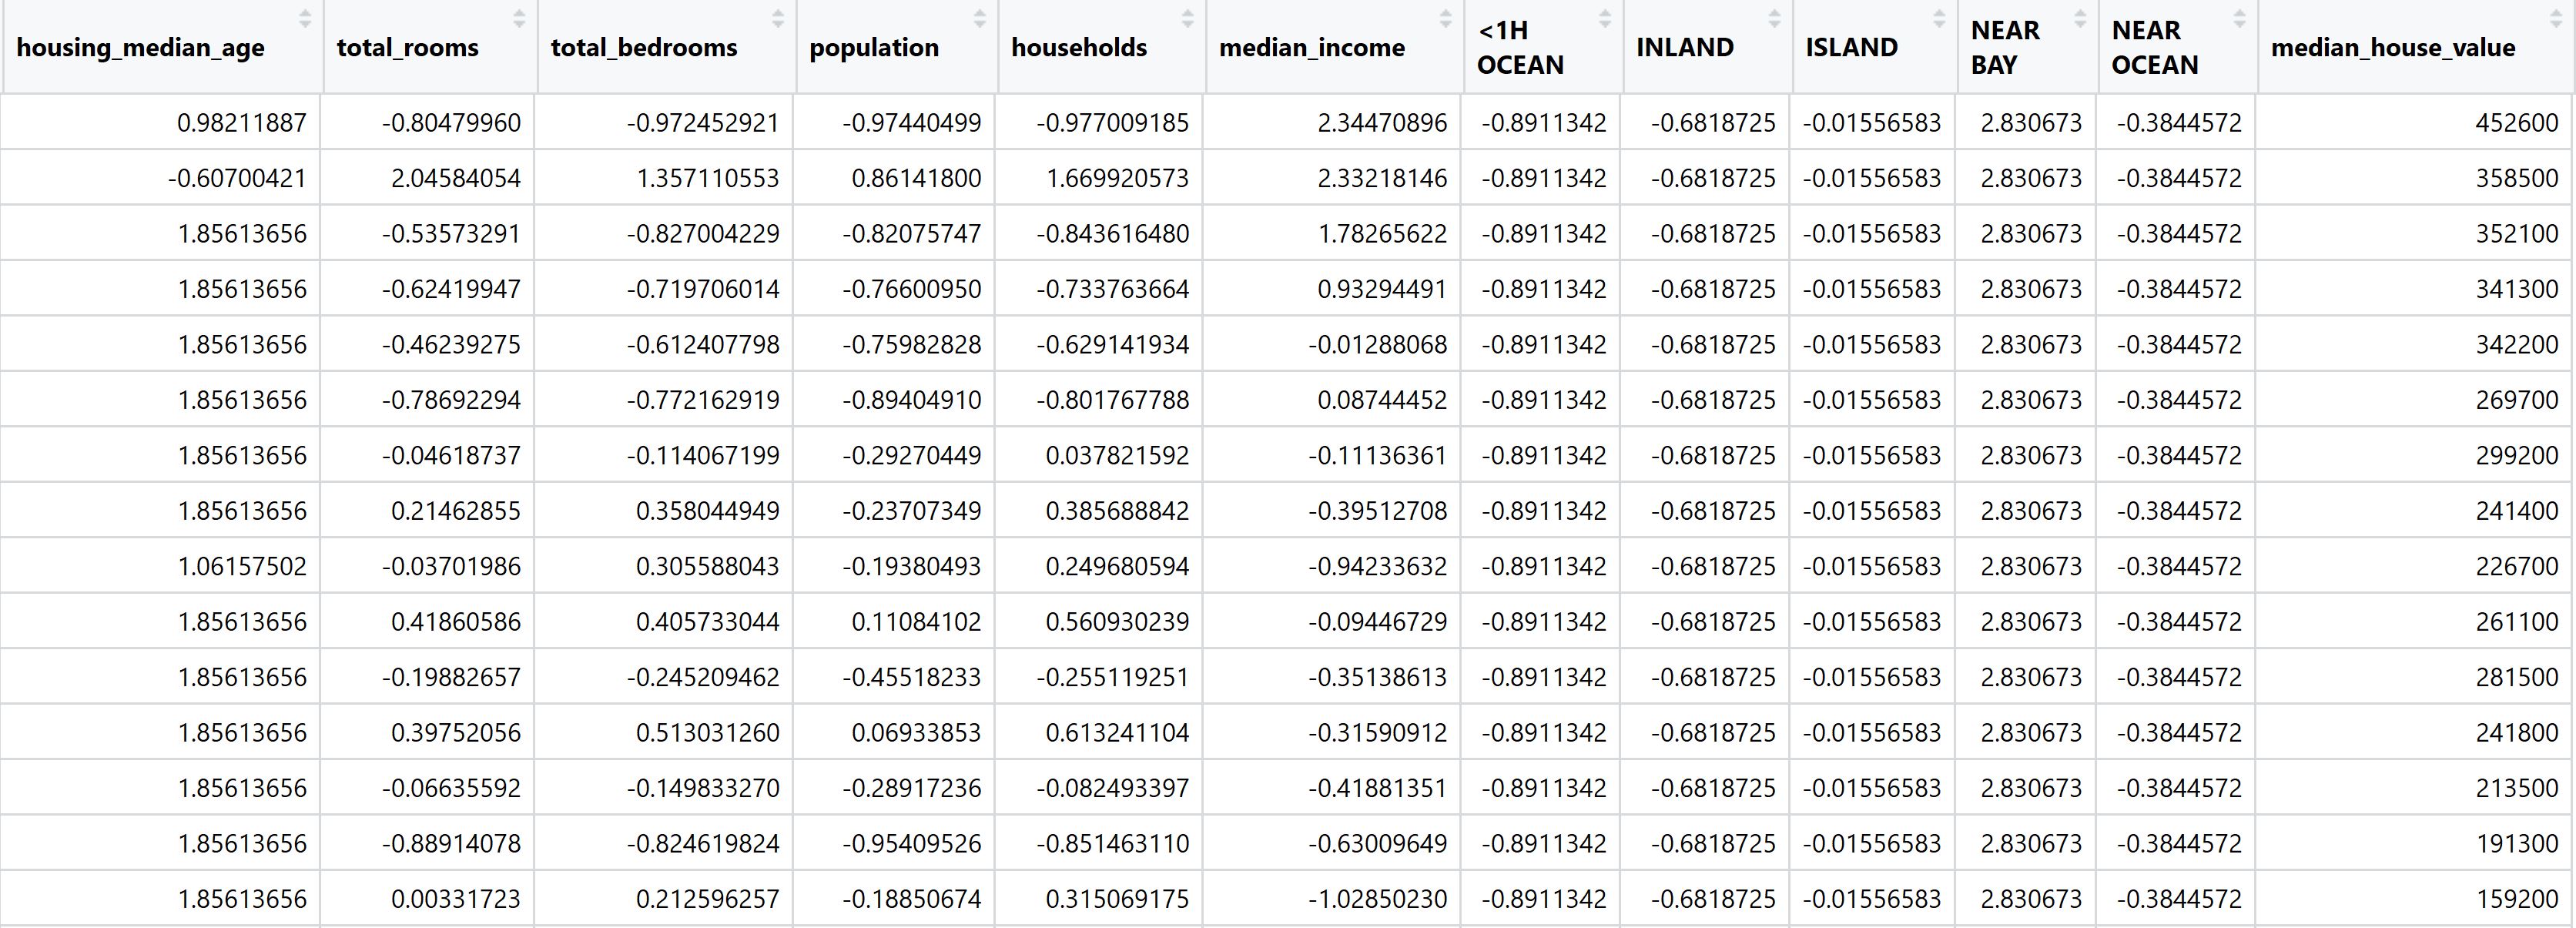 housing_median_age total_rooms total_bedrooms population households median_income <1H OCEAN INLAND ISLAND NEAR BAY NEAR OCEAN median_house_value
0.98211887 -0.80479960 -0.972452921 -0.97440499 -0.977009185 2.34470896 -0.8911342 -0.6818725 -0.01556583 2.830673 -0.3844572 452600
-0.60700421 2.04584054 1.357110553 0.86141800 1.669920573 2.33218146 -0.8911342 -0.6818725 -0.01556583 2.830673 -0.3844572 358500
1.85613656 -0.53573291 -0.827004229 -0.82075747 -0.843616480 1.78265622 -0.8911342 -0.6818725 -0.01556583 2.830673 -0.3844572 352100
1.85613656 -0.62419947 -0.719706014 -0.76600950 -0.733763664 0.93294491 -0.8911342 -0.6818725 -0.01556583 2.830673 -0.3844572 341300
1.85613656 -0.46239275 -0.612407798 -0.75982828 -0.629141934 -0.01288068 -0.8911342 -0.6818725 -0.01556583 2.830673 -0.3844572 342200
1.85613656 -0.78692294 -0.772162919 -0.89404910 -0.801767788 0.08744452 -0.8911342 -0.6818725 -0.01556583 2.830673 -0.3844572 269700
1.85613656 -0.04618737 -0.114067199 -0.29270449 0.037821592 -0.11136361 -0.8911342 -0.6818725 -0.01556583 2.830673 -0.3844572 299200
1.85613656 0.21462855 0.358044949 -0.23707349 0.385688842 -0.39512708 -0.8911342 -0.6818725 -0.01556583 2.830673 -0.3844572 241400
1.06157502 -0.03701986 0.305588043 -0.19380493 0.249680594 -0.94233632 -0.8911342 -0.6818725 -0.01556583 2.830673 -0.3844572 226700
1.85613656 0.41860586 0.405733044 0.11084102 0.560930239 -0.09446729 -0.8911342 -0.6818725 -0.01556583 2.830673 -0.3844572 261100
1.85613656 -0.19882657 -0.245209462 -0.45518233 -0.255119251 -0.35138613 -0.8911342 -0.6818725 -0.01556583 2.830673 -0.3844572 281500
1.85613656 0.39752056 0.513031260 0.06933853 0.613241104 -0.31590912 -0.8911342 -0.6818725 -0.01556583 2.830673 -0.3844572 241800
1.85613656 -0.06635592 -0.149833270 -0.28917236 -0.082493397 -0.41881351 -0.8911342 -0.6818725 -0.01556583 2.830673 -0.3844572 213500
1.85613656 -0.88914078 -0.824619824 -0.95409526 -0.851463110 -0.63009649 -0.8911342 -0.6818725 -0.01556583 2.830673 -0.3844572 191300
1.85613656 0.00331723 0.212596257 -0.18850674 0.315069175 -1.02850230 -0.8911342 -0.6818725 -0.01556583 2.830673 -0.3844572 159200